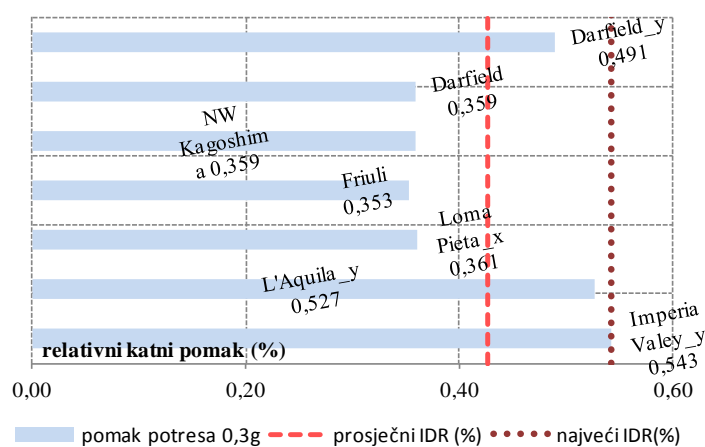 Darfield_y
0,491
Darfield
0,359
NW
Kagoshim
a 0,359
Friuli
0,353
Loma
Pieta_x
0,361
L'Aquila_y
0,527
Imperia
Valey_y
0,543
relativni katni pomak (%)
0,00 0,20 0,40 0,60
pomak potresa 0,3g prosječni IDR (%) najveći IDR(%)